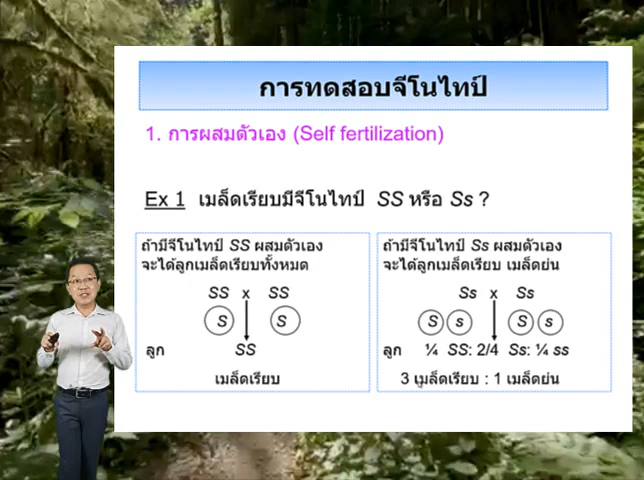 การทดสอบจีโนไทป์
1. การผสมตัวเอง (Self fertilization)
Ex 1 เมล็ดเรียบมีจีโนไทป์ SS หรือ Ss ?
ถ้ามีจีโนไทป์ SS ผสมตัวเอง
จะได้ลูกเมล็ดเรียบทั้งหมด
SS x SS
S S
ลูก SS
เมล็ดเรียบ
ถ้ามีจีโนไทป์ Ss ผสมตัวเอง
จะได้ลูกเมล็ดเรียบ เมล็ดย่น
Ss x Ss
S s S s
ลูก ¼ SS: 2/4 Ss: ¼ ss
3 เมล็ดเรียบ : 1 เมล็ดย่น